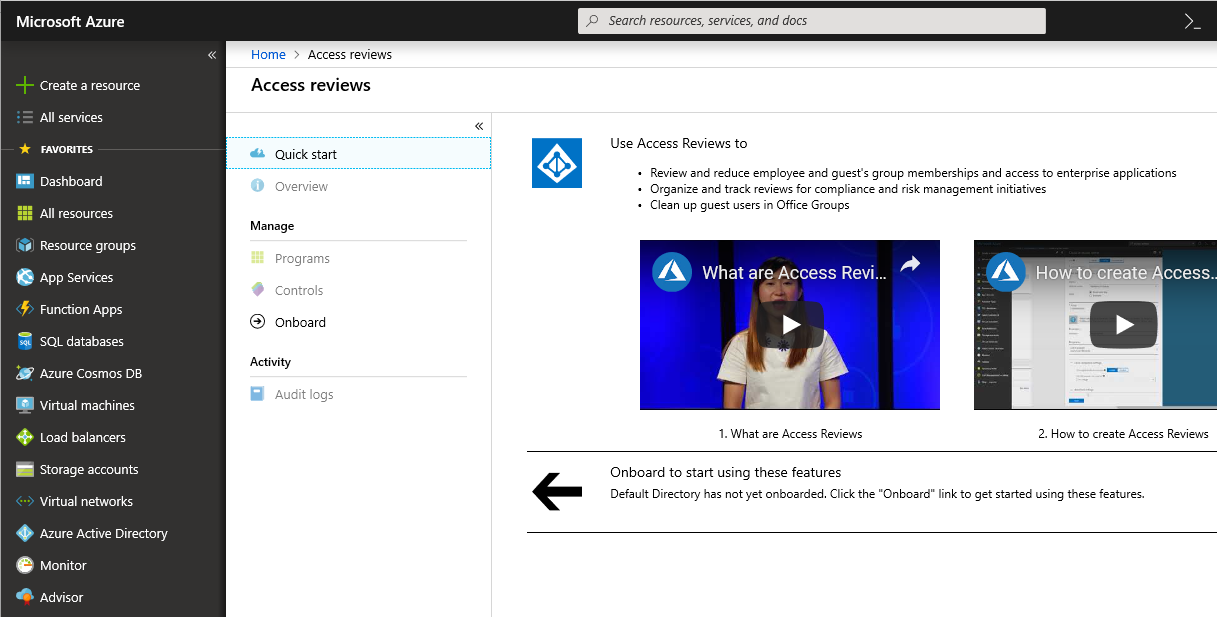 Microsoft Azure
Search resources, services, and docs
Create a resource
All services
FAVORITES
Dashboard
All resources
Resource groups
App Services
Function Apps
SQL databases
Azure Cosmos DB
Virtual machines
Load balancers
Storage accounts
Virtual networks
Azure Active Directory
Monitor
Advisor
Home > Access reviews
Access reviews
Quick start
Overview
Manage
Programs
Controls
Onboard
Activity
Audit logs
Use Access Reviews to
• Review and reduce employee and guest's group memberships and access to enterprise applications
• Organize and track reviews for compliance and risk management initiatives
• Clean up guest users in Office Groups
What are Access Revi...
How to create Access...
1. What are Access Reviews
2. How to create Access Reviews
Onboard to start using these features
Default Directory has not yet onboarded. Click the "Onboard" link to get started using these features.